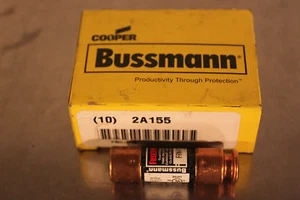 COOPER
Bussmann
Productivity Through Protection
(10) 2A155
Bussmann